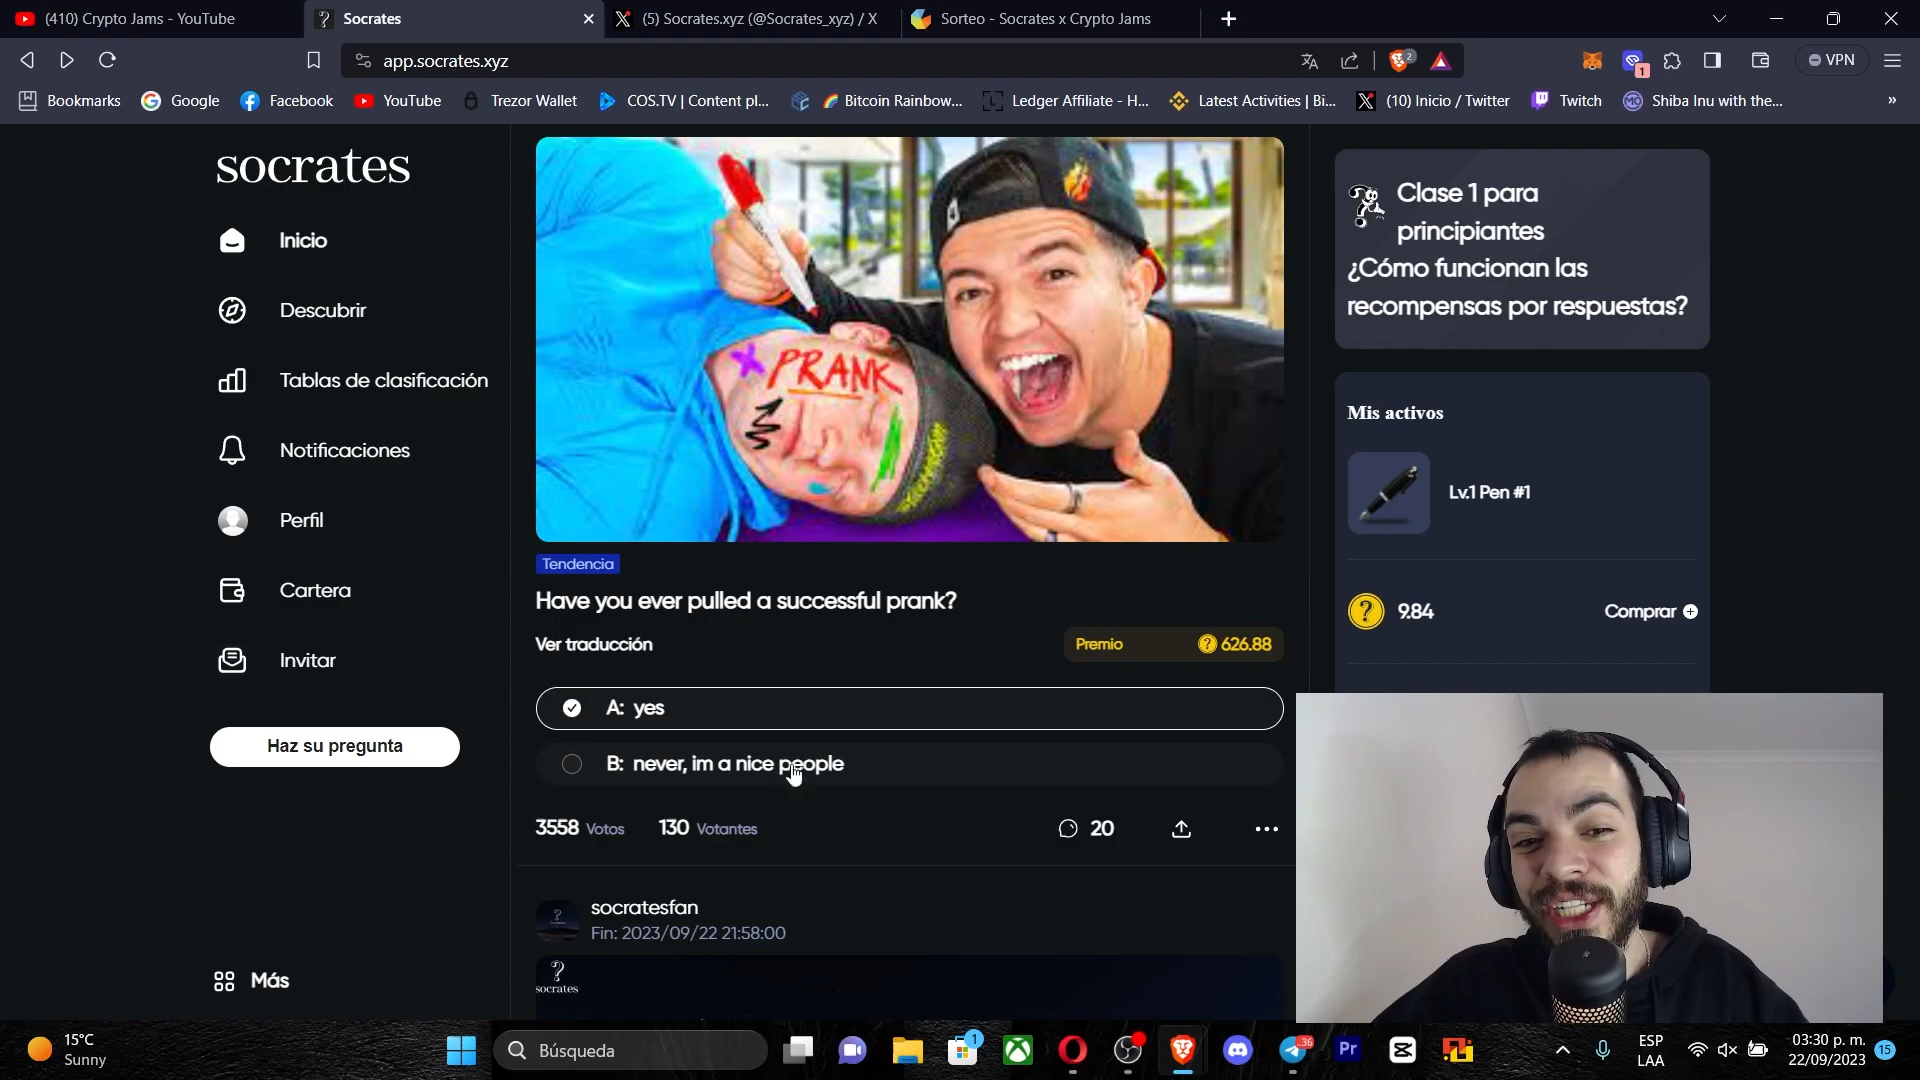 (410) Crypto Jams - YouTube
Socrates
(5) Socrates.xyz (@Socrates_xyz) / X
Sorteo - Socrates x Crypto Jams
app.socrates.xyz
2
1
VPN
Bookmarks
Google
Facebook
YouTube
Trezor Wallet
COS.TV | Content pl...
Bitcoin Rainbow...
Ledger Affiliate - H...
Latest Activities | Bi...
(10) Inicio / Twitter
Twitch
Shiba Inu with the...
»
socrates
Inicio
Descubrir
Tablas de clasificación
Notificaciones
Perfil
Cartera
Invitar
Haz su pregunta
Más
PRANK
Tendencia
Have you ever pulled a successful prank?
Ver traducción
Premio
626.88
A: yes
B: never, im a nice people
3558 Votos
130 Votantes
20
socratesfan
Fin: 2023/09/22 21:58:00
?
socrates
Clase 1 para
principiantes
¿Cómo funcionan las
recompensas por respuestas?
Mis activos
Lv.1 Pen #1
9.84
Comprar
15°C
Sunny
Búsqueda
1
36
Pr
ESP
LAA
03:30 p. m.
22/09/2023
15